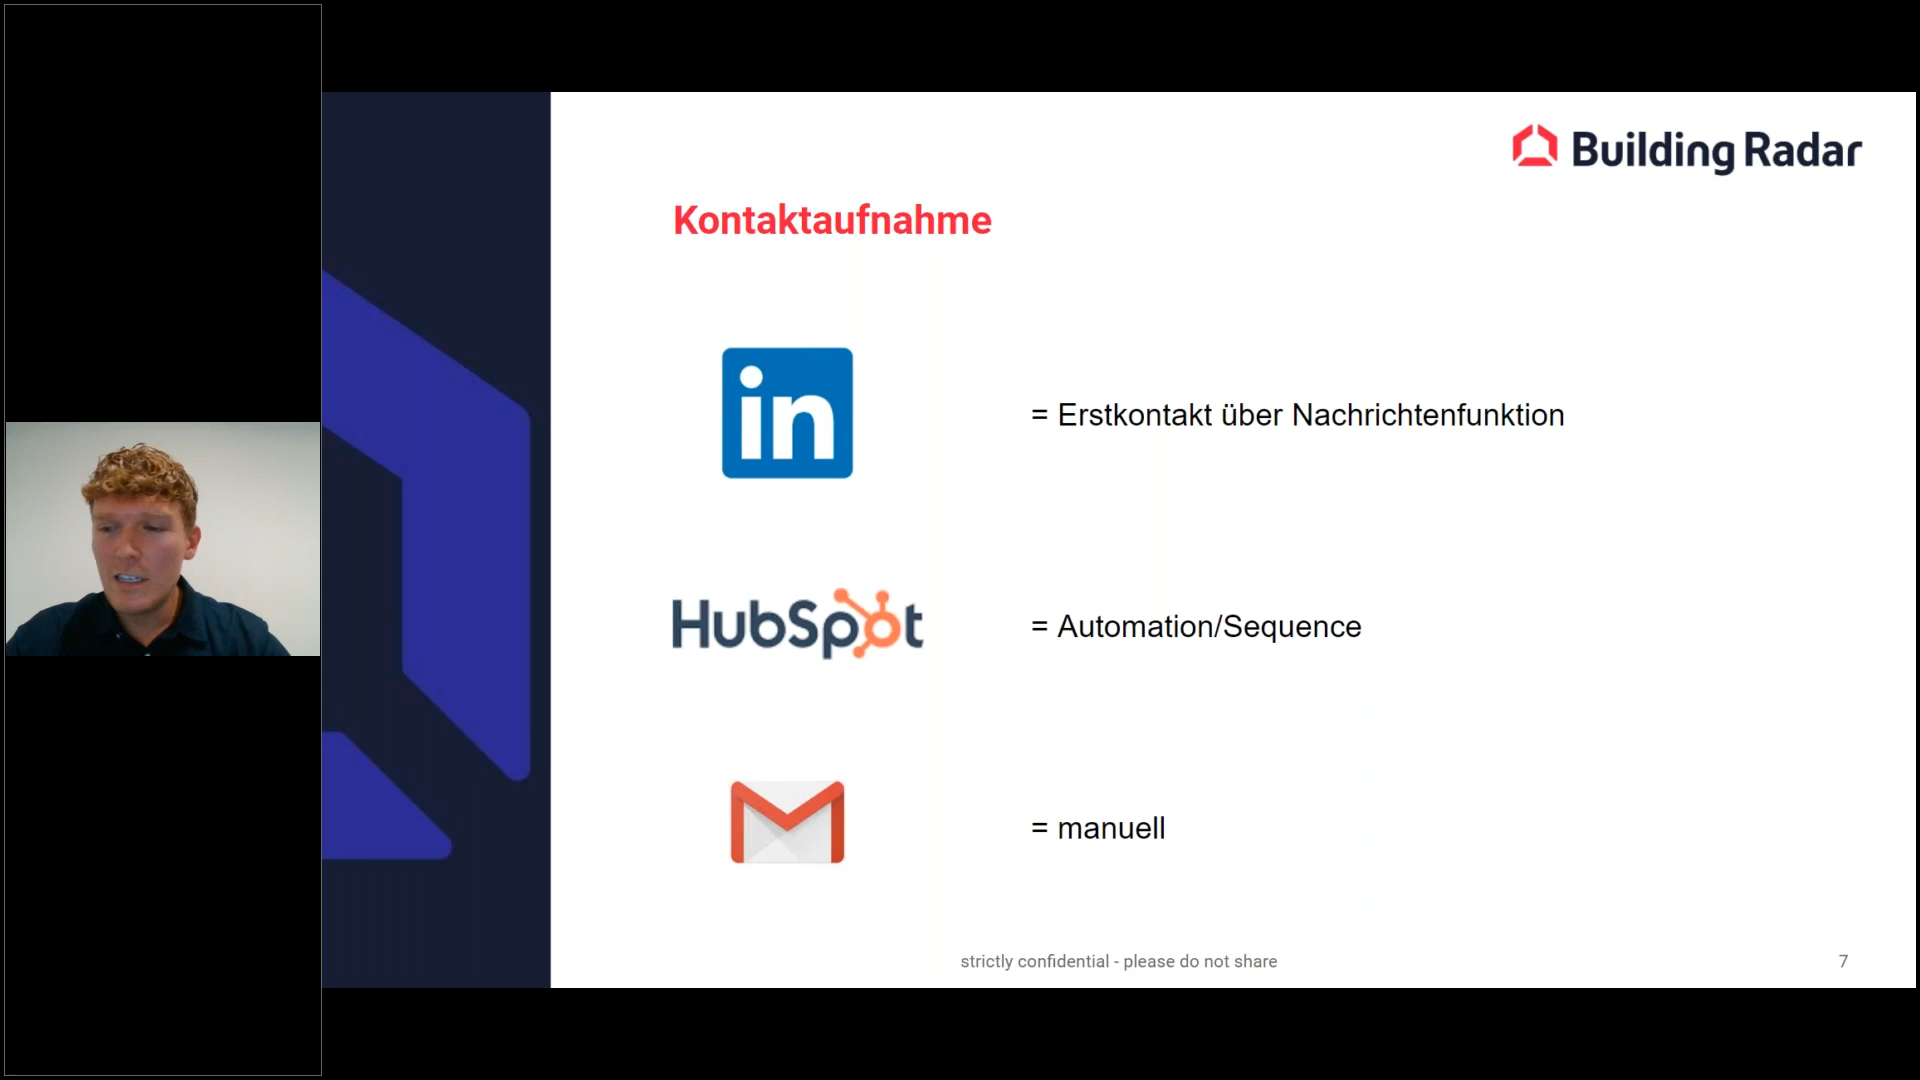 Building Radar
Kontaktaufnahme
in
= Erstkontakt über Nachrichtenfunktion
HubSpot
= Automation/Sequence
= manuell
strictly confidential - please do not share
7